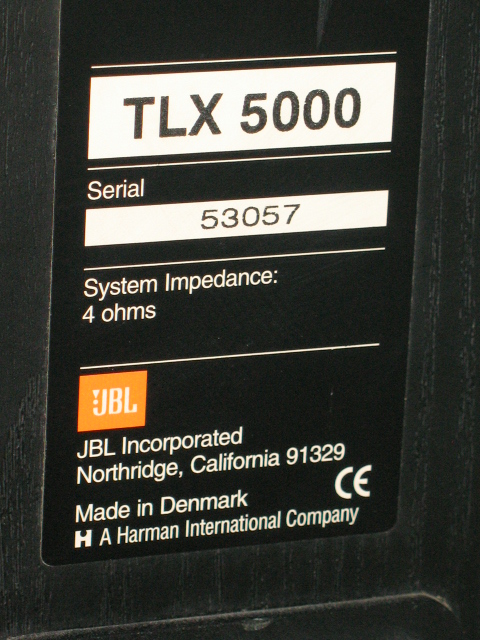 TLX 5000
Serial
53057
System Impedance:
4 ohms
JBL
JBL Incorporated
Northridge, California 91329
CE
Made in Denmark
H A Harman International Company